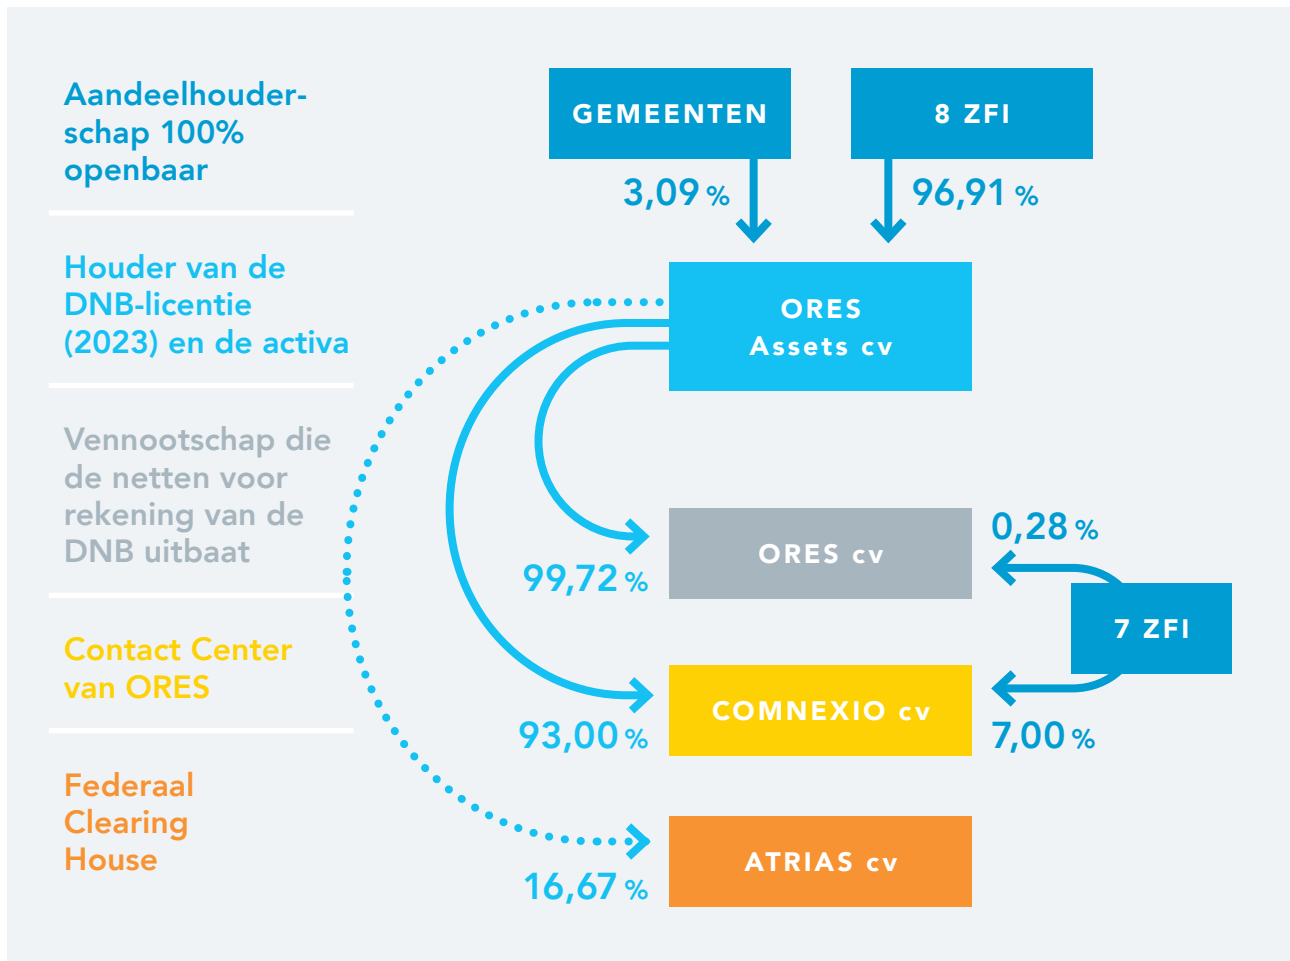 Aandeelhouder-
schap 100%
openbaar
GEMEENTEN
8 ZFI
3,09 %
96,91 %
Houder van de
DNB-licentie
(2023) en de activa
ORES
Assets cv
Vennootschap die
de netten voor
rekening van de
DNB uitbaat
ORES cv
99,72 %
0,28 %
7 ZFI
Contact Center
van ORES
COMNEXIO cv
93,00 %
7,00 %
Federaal
Clearing
House
ATRIAS cv
16,67 %